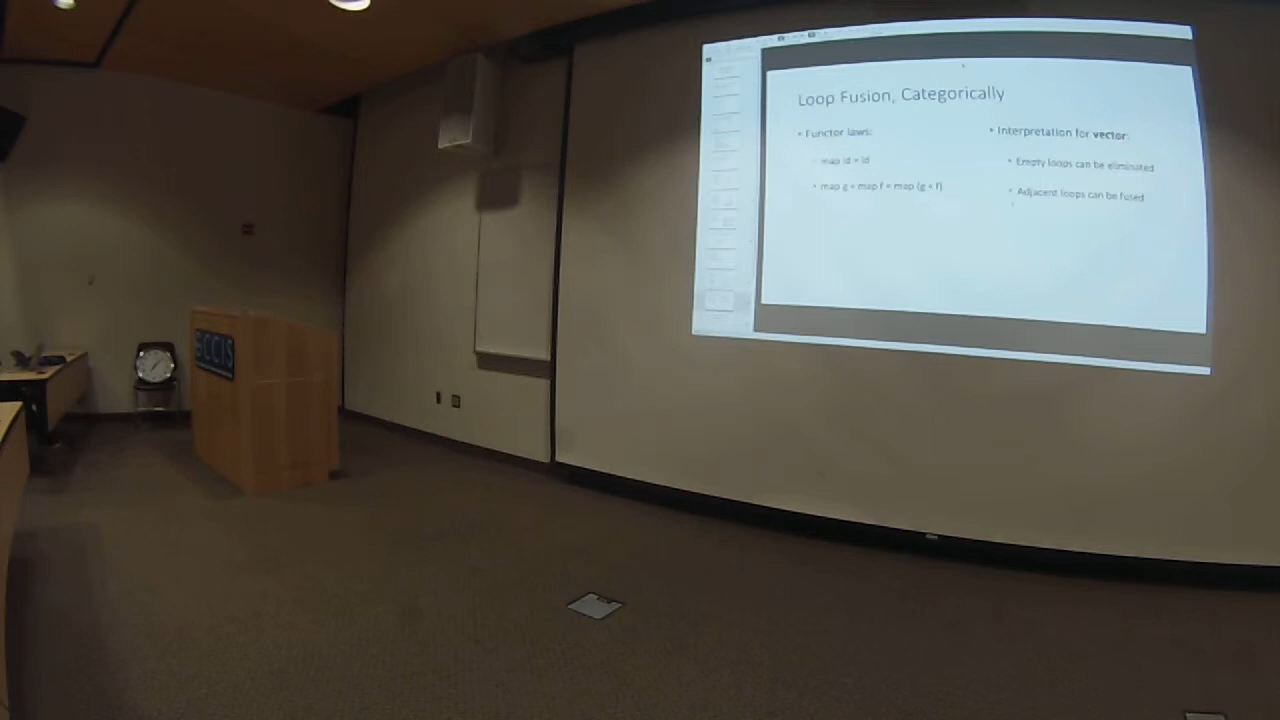 Loop Fusion, Categorically
• Functor laws:
• map id = id
• map g ∘ map f = map (g ∘ f)
• Interpretation for vector:
• Empty loops can be eliminated
• Adjacent loops can be fused
CCIS